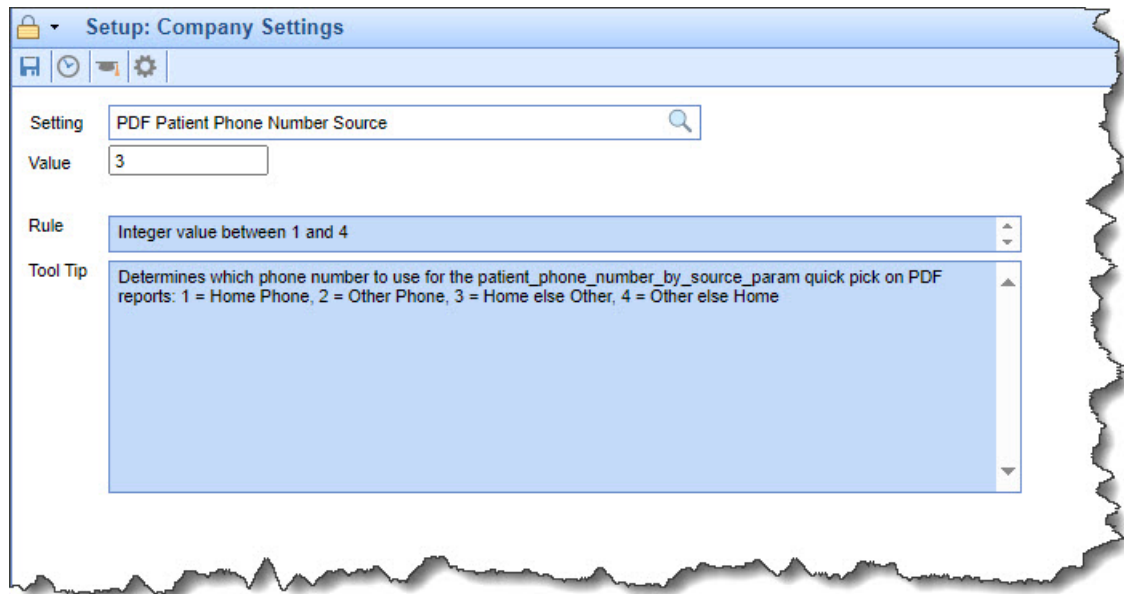 Setup: Company Settings
Setting PDF Patient Phone Number Source
Value 3
Rule Integer value between 1 and 4
Tool Tip Determines which phone number to use for the patient_phone_number_by_source_param quick pick on PDF
reports: 1 = Home Phone, 2 = Other Phone, 3 = Home else Other, 4 = Other else Home